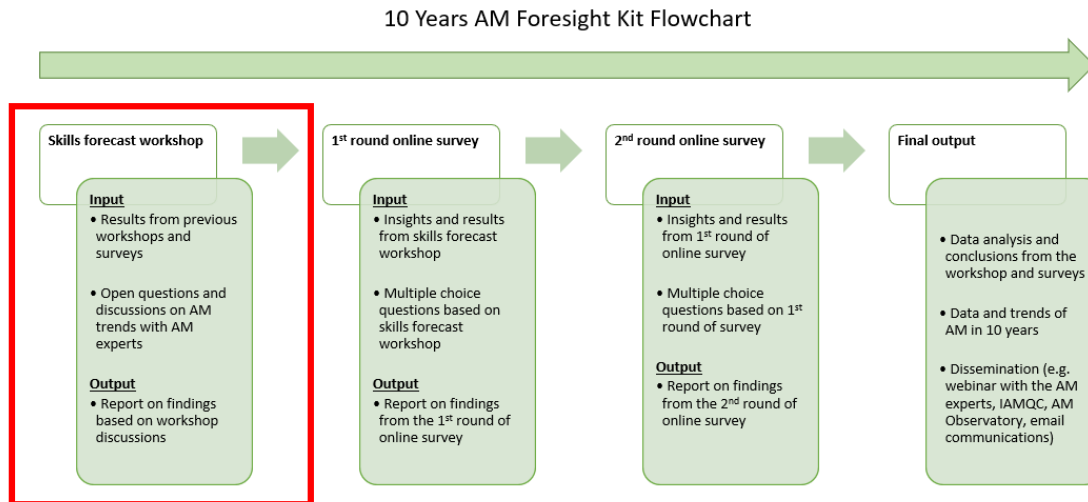 10 Years AM Foresight Kit Flowchart
Skills forecast workshop
Input
• Results from previous
workshops and
surveys
• Open questions and
discussions on AM
trends with AM
experts
Output
• Report on findings
based on workshop
discussions
1st round online survey
Input
• Insights and results
from skills forecast
workshop
• Multiple choice
questions based on
skills forecast
workshop
Output
• Report on findings
from the 1st round of
online survey
2nd round online survey
Input
• Insights and results
from 1st round of
online survey
• Multiple choice
questions based on 1st
round of survey
Output
• Report on findings
from the 2nd round of
online survey
Final output
• Data analysis and
conclusions from the
workshop and surveys
• Data and trends of
AM in 10 years
• Dissemination (e.g.
webinar with the AM
experts, IAMQC, AM
Observatory, email
communications)